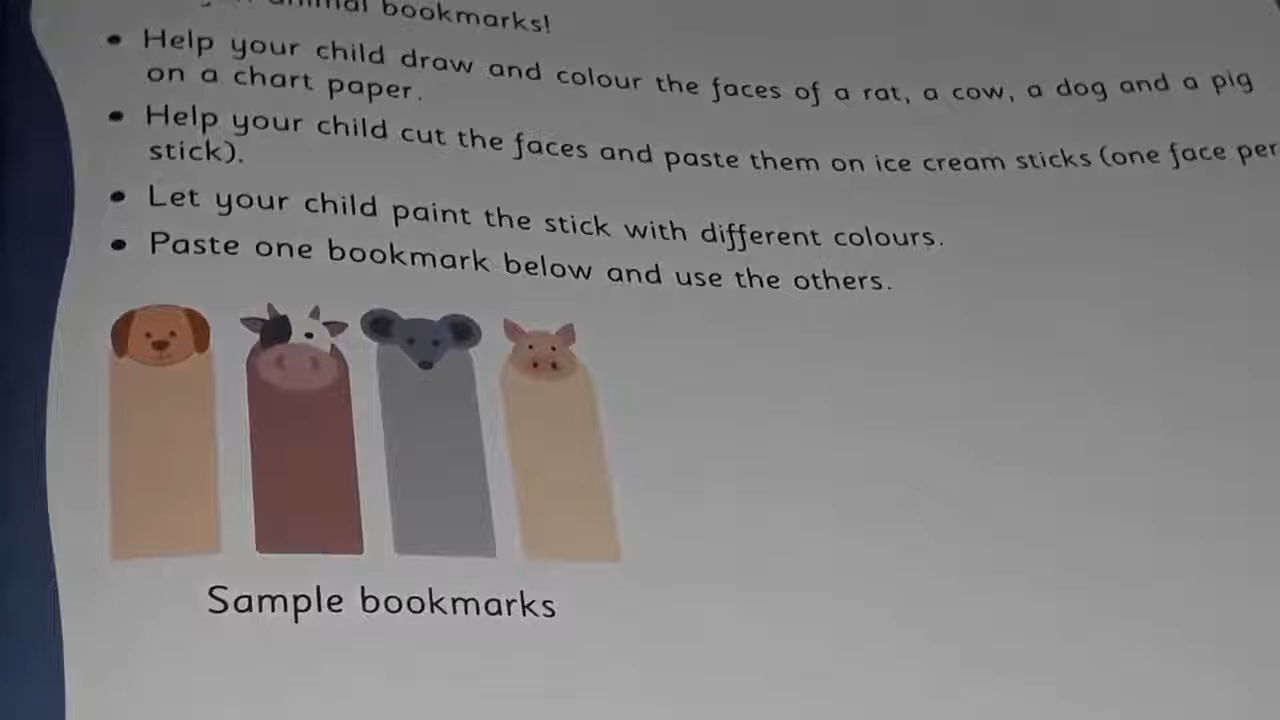 animal bookmarks!
• Help your child draw and colour the faces of a rat, a cow, a dog and a pig
on a chart paper.
• Help your child cut the faces and paste them on ice cream sticks (one face per
stick).
• Let your child paint the stick with different colours.
• Paste one bookmark below and use the others.
Sample bookmarks